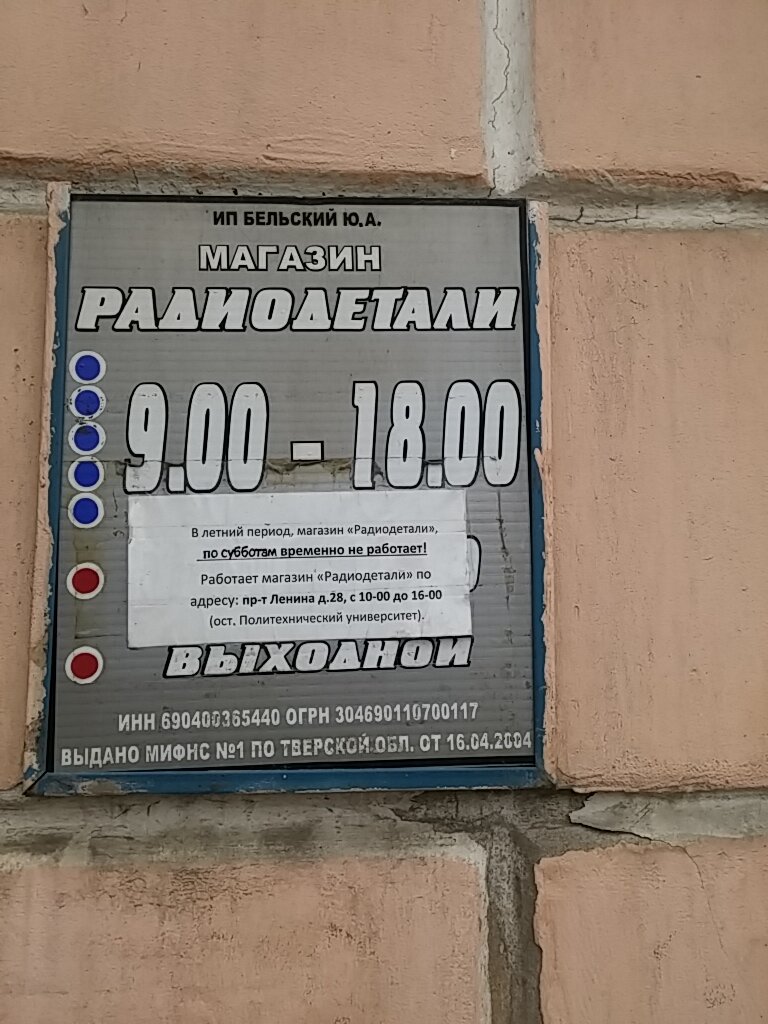 ИП БЕЛЬСКИЙ Ю.А.
МАГАЗИН
РАДИОДЕТАЛИ
9.00 - 18.00
В летний период, магазин «Радиодетали»,
по субботам временно не работает!
Работает магазин «Радиодетали» по
адресу: пр-т Ленина д.28, с 10-00 до 16-00
(ост. Политехнический университет).
ВЫХОДНОЙ
ИНН 690400365440 ОГРН 304690110700117
ВЫДАНО МИФНС №1 ПО ТВЕРСКОЙ ОБЛ. ОТ 16.04.2004